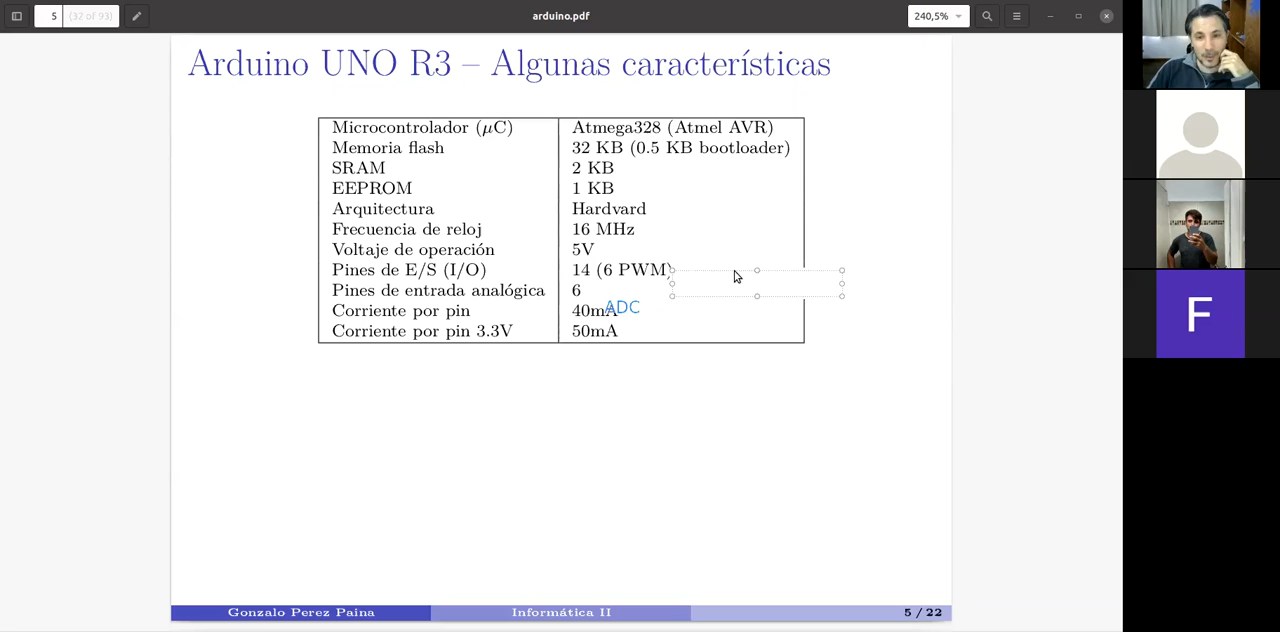 5
(32 of 93)
arduino.pdf
240,5%
Arduino UNO R3 – Algunas características
Microcontrolador (μC) Atmega328 (Atmel AVR)
Memoria flash 32 KB (0.5 KB bootloader)
SRAM 2 KB
EEPROM 1 KB
Arquitectura Hardvard
Frecuencia de reloj 16 MHz
Voltaje de operación 5V
Pines de E/S (I/O) 14 (6 PWM)
Pines de entrada analógica 6
ADC
Corriente por pin 40mA
Corriente por pin 3.3V 50mA
F
Gonzalo Perez Paina Informática II 5 / 22